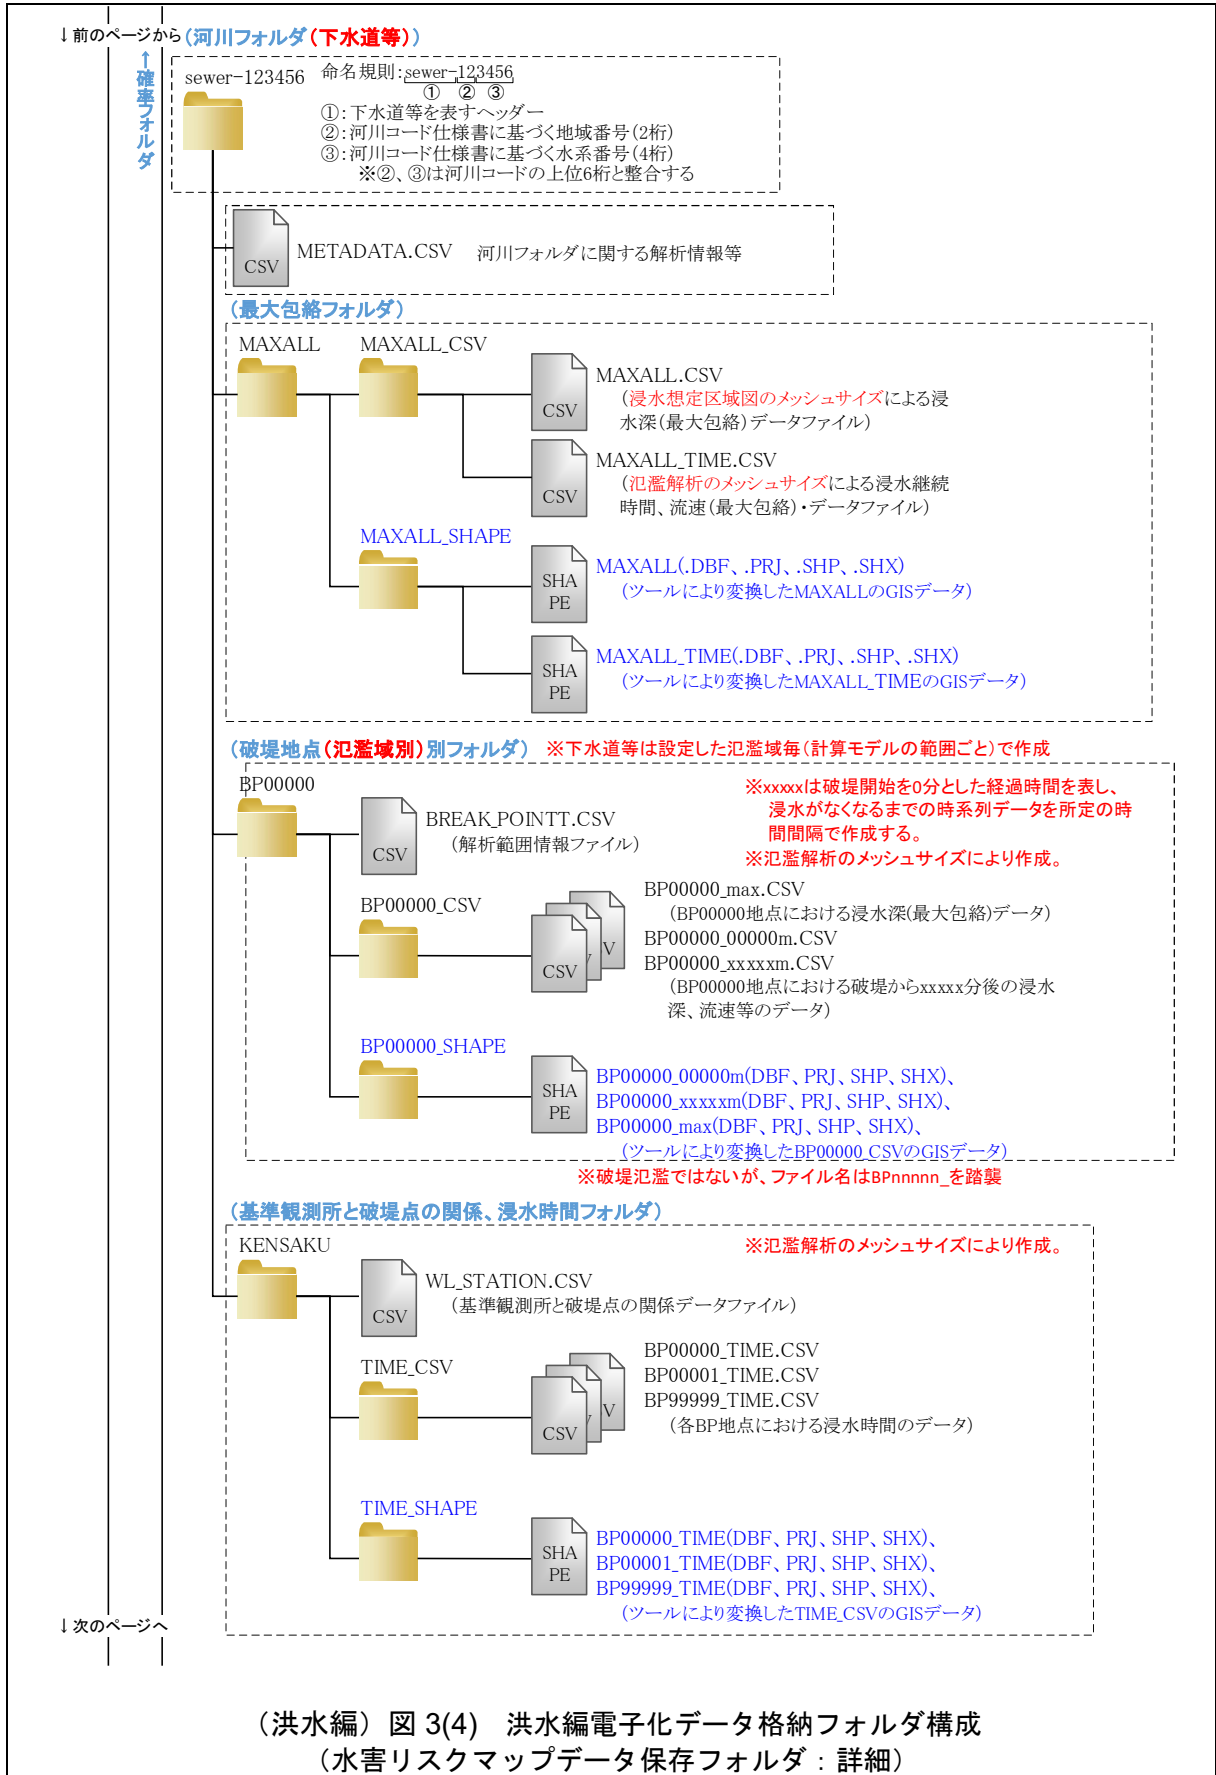 ↓前のページから
(河川フォルダ(下水道等))
↑確率フォルダ
sewer-123456
命名規則:sewer-123456
① ② ③
①:下水道等を表すヘッダー
②:河川コード仕様書に基づく地域番号(2桁)
③:河川コード仕様書に基づく水系番号(4桁)
※②、③は河川コードの上位6桁と整合する
CSV
METADATA.CSV 河川フォルダに関する解析情報等
(最大包絡フォルダ)
MAXALL
MAXALL_CSV
CSV
MAXALL.CSV
(浸水想定区域図のメッシュサイズによる浸
水深(最大包絡)データファイル)
CSV
MAXALL_TIME.CSV
(氾濫解析のメッシュサイズによる浸水継続
時間、流速(最大包絡)・データファイル)
MAXALL_SHAPE
SHA
PE
MAXALL(.DBF、.PRJ、.SHP、.SHX)
(ツールにより変換したMAXALLのGISデータ)
SHA
PE
MAXALL_TIME(.DBF、.PRJ、.SHP、.SHX)
(ツールにより変換したMAXALL_TIMEのGISデータ)
(破堤地点(氾濫域別)別フォルダ) ※下水道等は設定した氾濫域毎(計算モデルの範囲ごと)で作成
BP00000
※xxxxxは破堤開始を0分とした経過時間を表し、
浸水がなくなるまでの時系列データを所定の時
間間隔で作成する。
※氾濫解析のメッシュサイズにより作成。
CSV
BREAK_POINTT.CSV
(解析範囲情報ファイル)
BP00000_CSV
CSV
V
V
BP00000_max.CSV
(BP00000地点における浸水深(最大包絡)データ)
BP00000_00000m.CSV
BP00000_xxxxxm.CSV
(BP00000地点における破堤からxxxxx分後の浸水
深、流速等のデータ)
BP00000_SHAPE
SHA
PE
BP00000_00000m(DBF、PRJ、SHP、SHX)、
BP00000_xxxxxm(DBF、PRJ、SHP、SHX)、
BP00000_max(DBF、PRJ、SHP、SHX)、
(ツールにより変換したBP00000_CSVのGISデータ)
※破堤氾濫ではないが、ファイル名はBPnnnnn_を踏襲
(基準観測所と破堤点の関係、浸水時間フォルダ)
KENSAKU
※氾濫解析のメッシュサイズにより作成。
CSV
WL_STATION.CSV
(基準観測所と破堤点の関係データファイル)
TIME_CSV
CSV
V
V
BP00000_TIME.CSV
BP00001_TIME.CSV
BP99999_TIME.CSV
(各BP地点における浸水時間のデータ)
TIME_SHAPE
SHA
PE
BP00000_TIME(DBF、PRJ、SHP、SHX)、
BP00001_TIME(DBF、PRJ、SHP、SHX)、
BP99999_TIME(DBF、PRJ、SHP、SHX)、
(ツールにより変換したTIME_CSVのGISデータ)
↓次のページへ
(洪水編)図 3(4) 洪水編電子化データ格納フォルダ構成
(水害リスクマップデータ保存フォルダ:詳細)